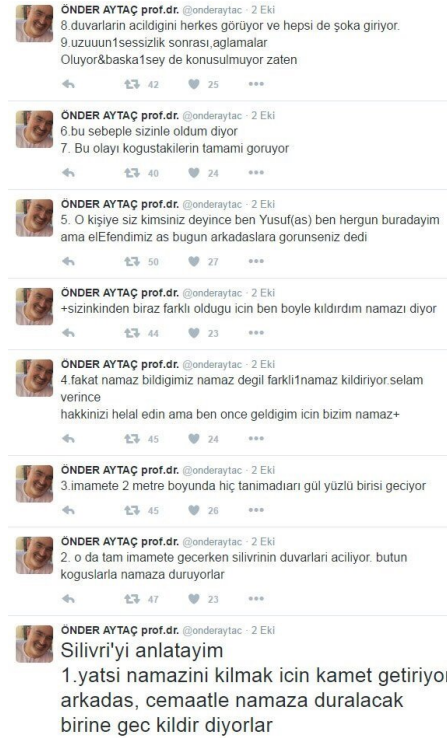 ÖNDER AYTAÇ prof.dr. @onderaytac · 2 Eki
8.duvarlarin acildigini herkes görüyor ve hepsi de şoka giriyor.
9.uzuuun1sessizlik sonrası,aglamalar
Oluyor&baska1sey de konusulmuyor zaten
42 25
ÖNDER AYTAÇ prof.dr. @onderaytac · 2 Eki
6.bu sebeple sizinle oldum diyor
7. Bu olayı kogustakilerin tamami goruyor
40 24
ÖNDER AYTAÇ prof.dr. @onderaytac · 2 Eki
5. O kişiye siz kimsiniz deyince ben Yusuf(as) ben hergun buradayim
ama elEfendimiz as bugun arkadaslara gorunseniz dedi
50 27
ÖNDER AYTAÇ prof.dr. @onderaytac · 2 Eki
+sizinkinden biraz farklı oldugu icin ben boyle kıldırdım namazı diyor
44 23
ÖNDER AYTAÇ prof.dr. @onderaytac · 2 Eki
4.fakat namaz bildigimiz namaz degil farkli1namaz kildiriyor.selam
verince
hakkinizi helal edin ama ben once geldigim icin bizim namaz+
45 24
ÖNDER AYTAÇ prof.dr. @onderaytac · 2 Eki
3.imamete 2 metre boyunda hiç tanimadıarı gül yüzlü birisi geciyor
45 26
ÖNDER AYTAÇ prof.dr. @onderaytac · 2 Eki
2. o da tam imamete gecerken silivrinin duvarlari aciliyor. butun
koguslarla namaza duruyorlar
47 23
ÖNDER AYTAÇ prof.dr. @onderaytac · 2 Eki
Silivri'yi anlatayim
1.yatsi namazini kilmak icin kamet getiriyor
arkadas, cemaatle namaza duralacak
birine gec kildir diyorlar